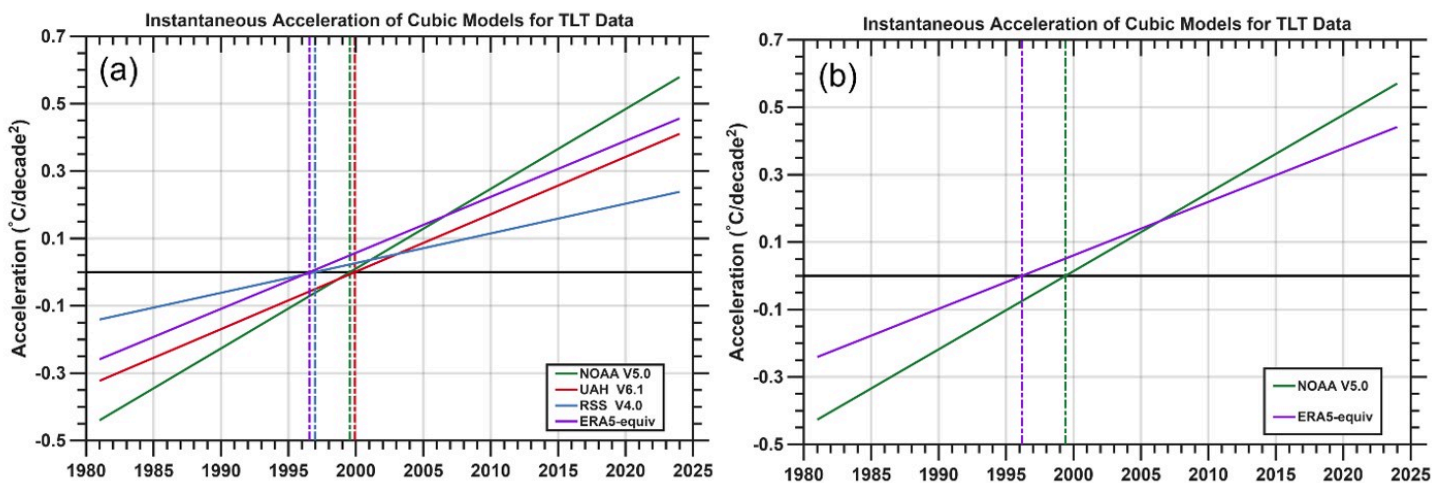 Instantaneous Acceleration of Cubic Models for TLT Data
(a)
Acceleration (°C/decade²)
0.7
0.5
0.3
0.1
-0.1
-0.3
-0.5
NOAA V5.0
UAH V6.1
RSS V4.0
ERA5-equiv
1980 1985 1990 1995 2000 2005 2010 2015 2020 2025
Instantaneous Acceleration of Cubic Models for TLT Data
(b)
Acceleration (°C/decade²)
0.7
0.5
0.3
0.1
-0.1
-0.3
-0.5
NOAA V5.0
ERA5-equiv
1980 1985 1990 1995 2000 2005 2010 2015 2020 2025